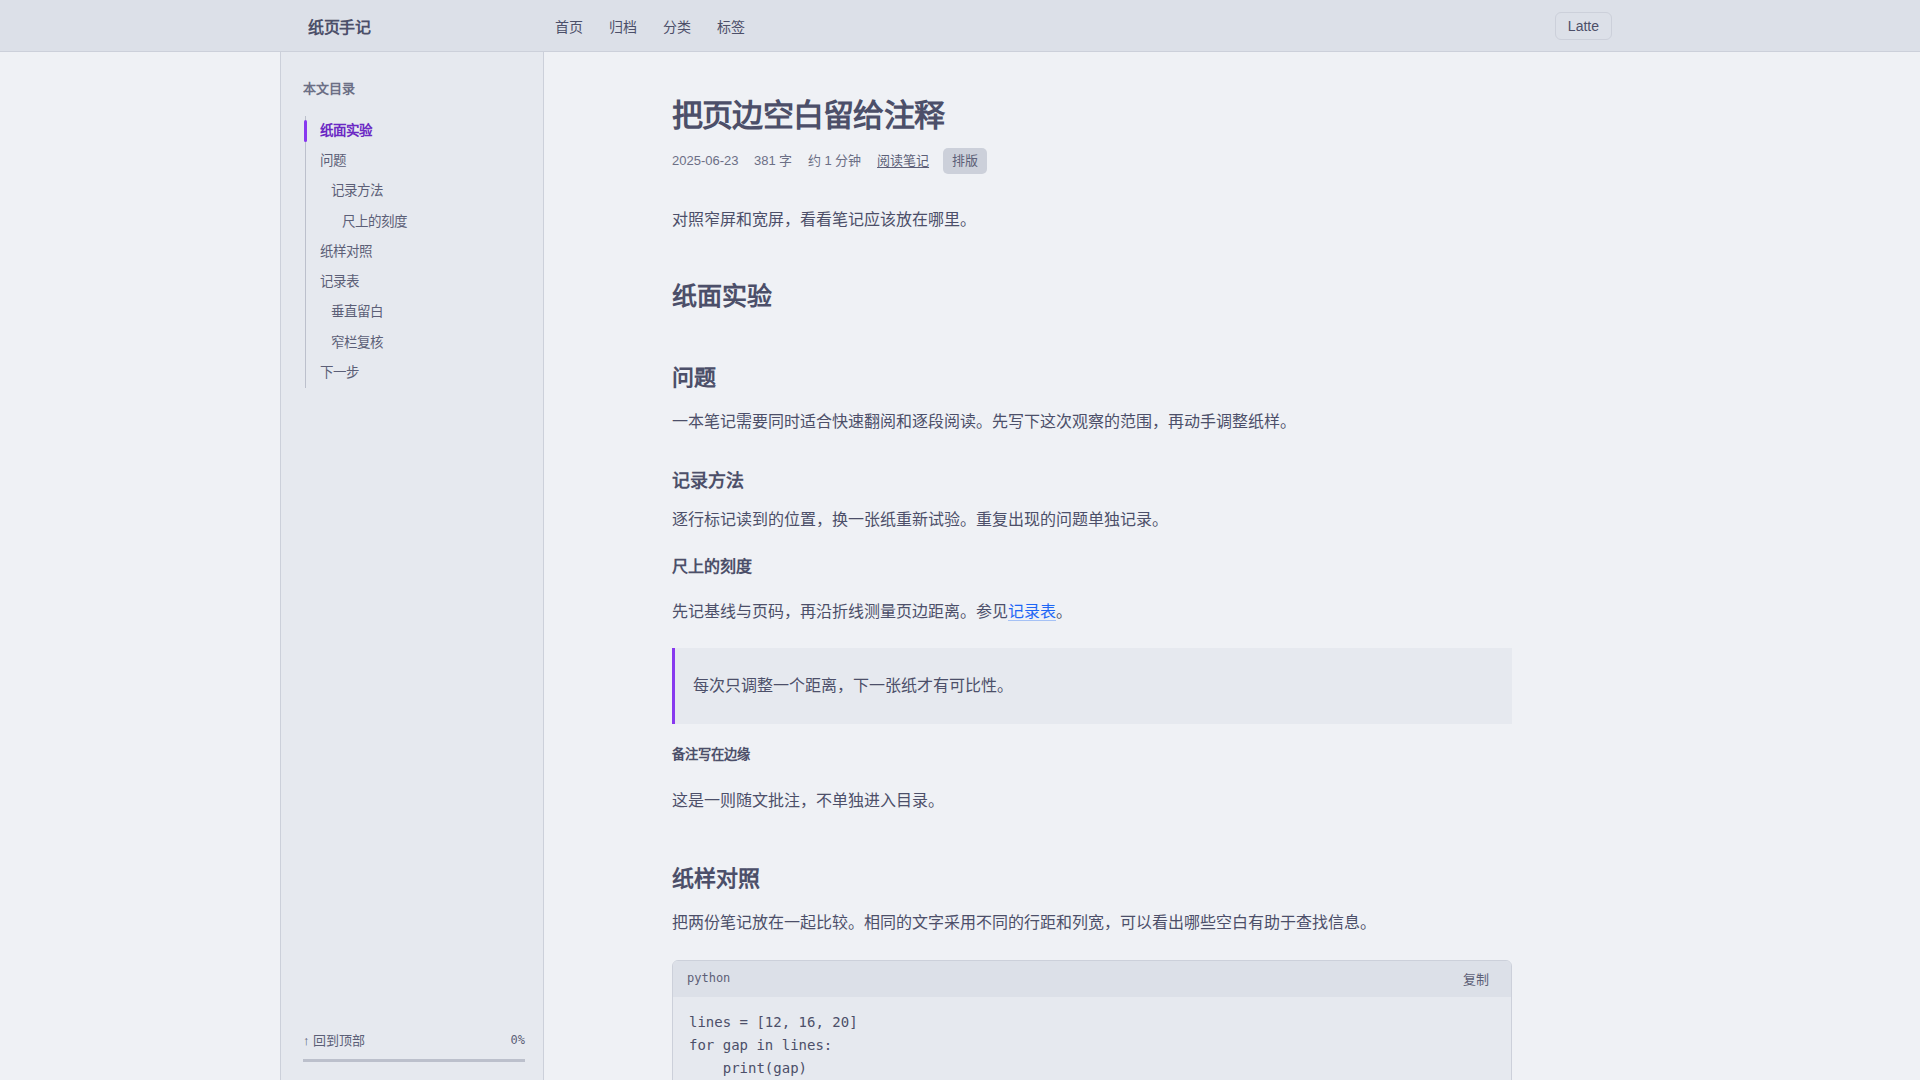 纸页手记
首页 归档 分类 标签
Latte
本文目录
纸面实验
问题
记录方法
尺上的刻度
纸样对照
记录表
垂直留白
窄栏复核
下一步
↑ 回到顶部 0%
把页边空白留给注释
2025-06-23 381 字 约 1 分钟 阅读笔记 排版
对照窄屏和宽屏，看看笔记应该放在哪里。
纸面实验
问题
一本笔记需要同时适合快速翻阅和逐段阅读。先写下这次观察的范围，再动手调整纸样。
记录方法
逐行标记读到的位置，换一张纸重新试验。重复出现的问题单独记录。
尺上的刻度
先记基线与页码，再沿折线测量页边距离。参见记录表。
每次只调整一个距离，下一张纸才有可比性。
备注写在边缘
这是一则随文批注，不单独进入目录。
纸样对照
把两份笔记放在一起比较。相同的文字采用不同的行距和列宽，可以看出哪些空白有助于查找信息。
python 复制
lines = [12, 16, 20]
for gap in lines:
    print(gap)